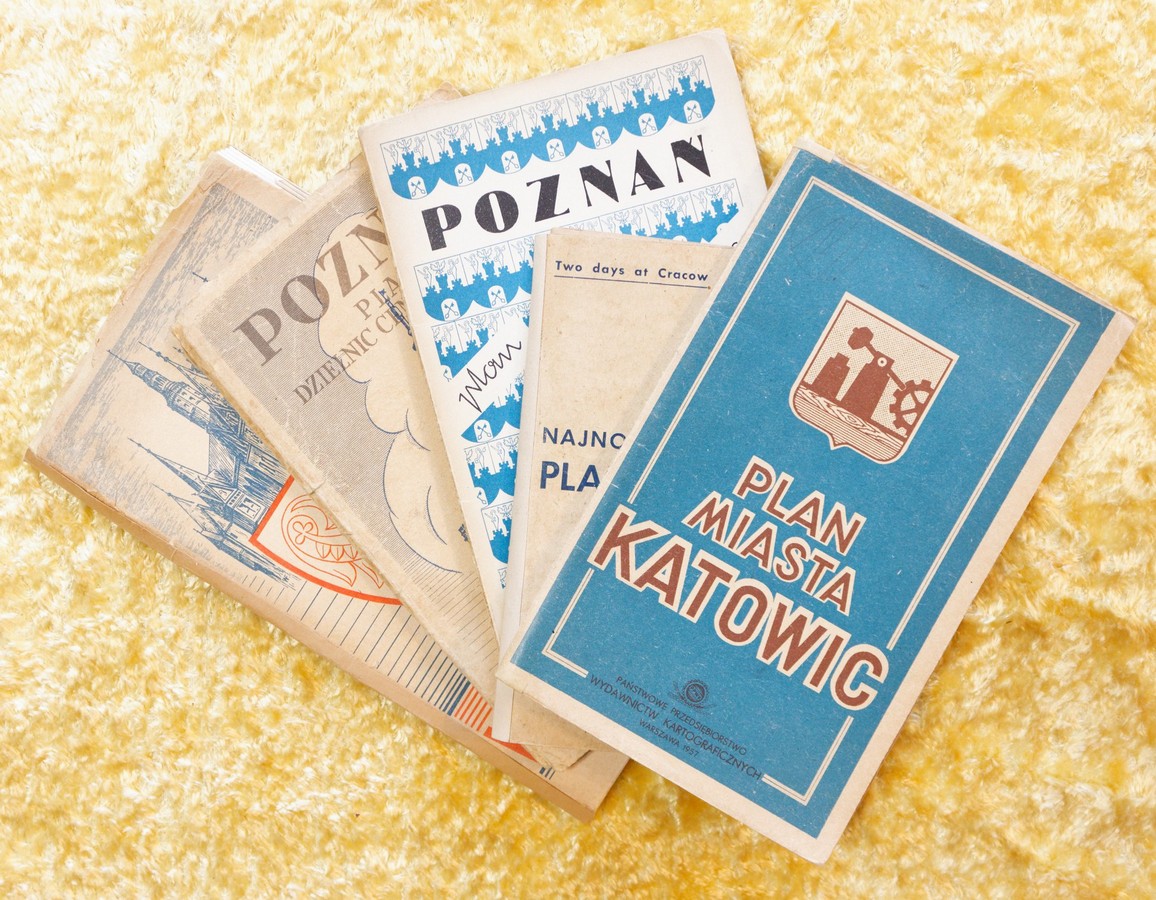 POZN
PLA
DZIELNIC
POZNAŃ
plan
Two days at Cracow
NAJNO
PLA
PLAN
MIASTA
KATOWIC
PAŃSTWOWE PRZEDSIĘBIORSTWO
WYDAWNICTW KARTOGRAFICZNYCH
WARSZAWA 1957